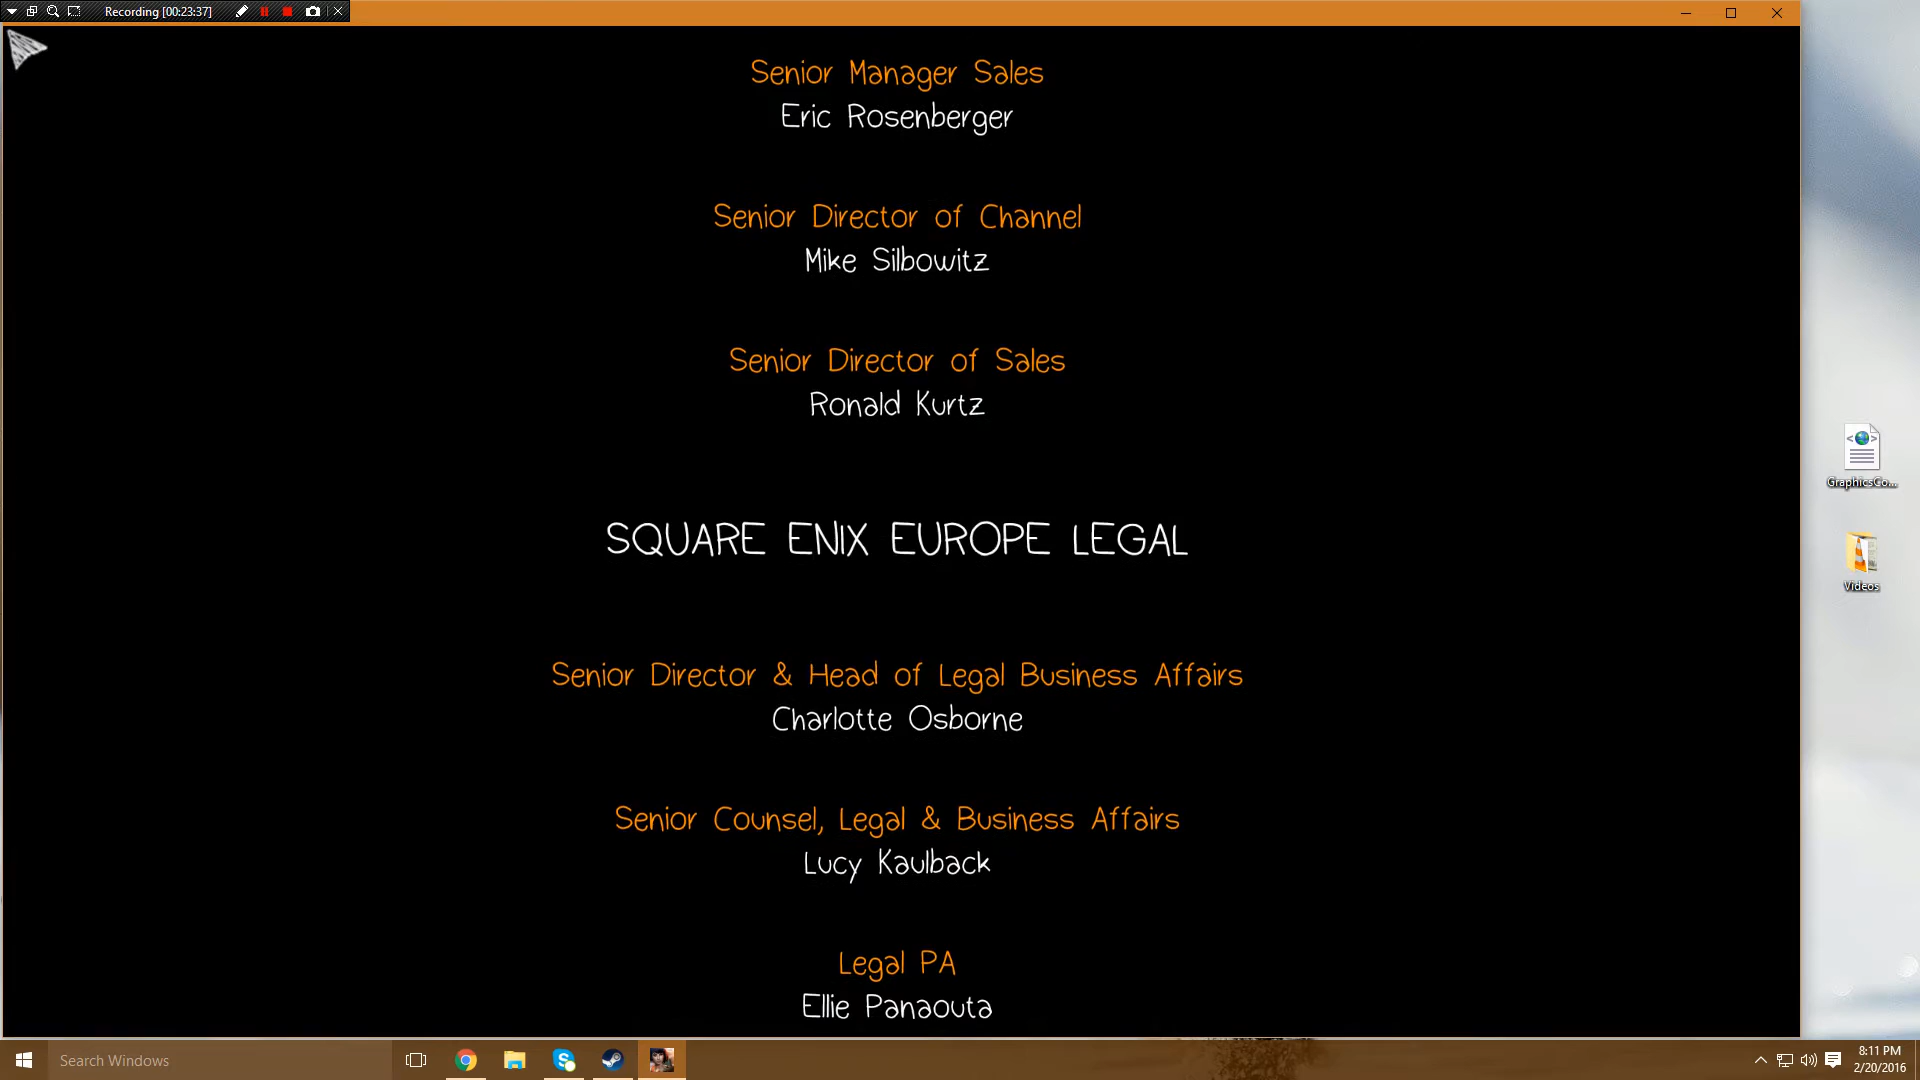 Recording [00:23:37]
Senior Manager Sales
Eric Rosenberger
Senior Director of Channel
Mike Silbowitz
Senior Director of Sales
Ronald Kurtz
SQUARE ENIX EUROPE LEGAL
Senior Director & Head of Legal Business Affairs
Charlotte Osborne
Senior Counsel, Legal & Business Affairs
Lucy Kaulback
Legal PA
Ellie Panaouta
GraphicsCo...
Videos
Search Windows
8:11 PM
2/20/2016